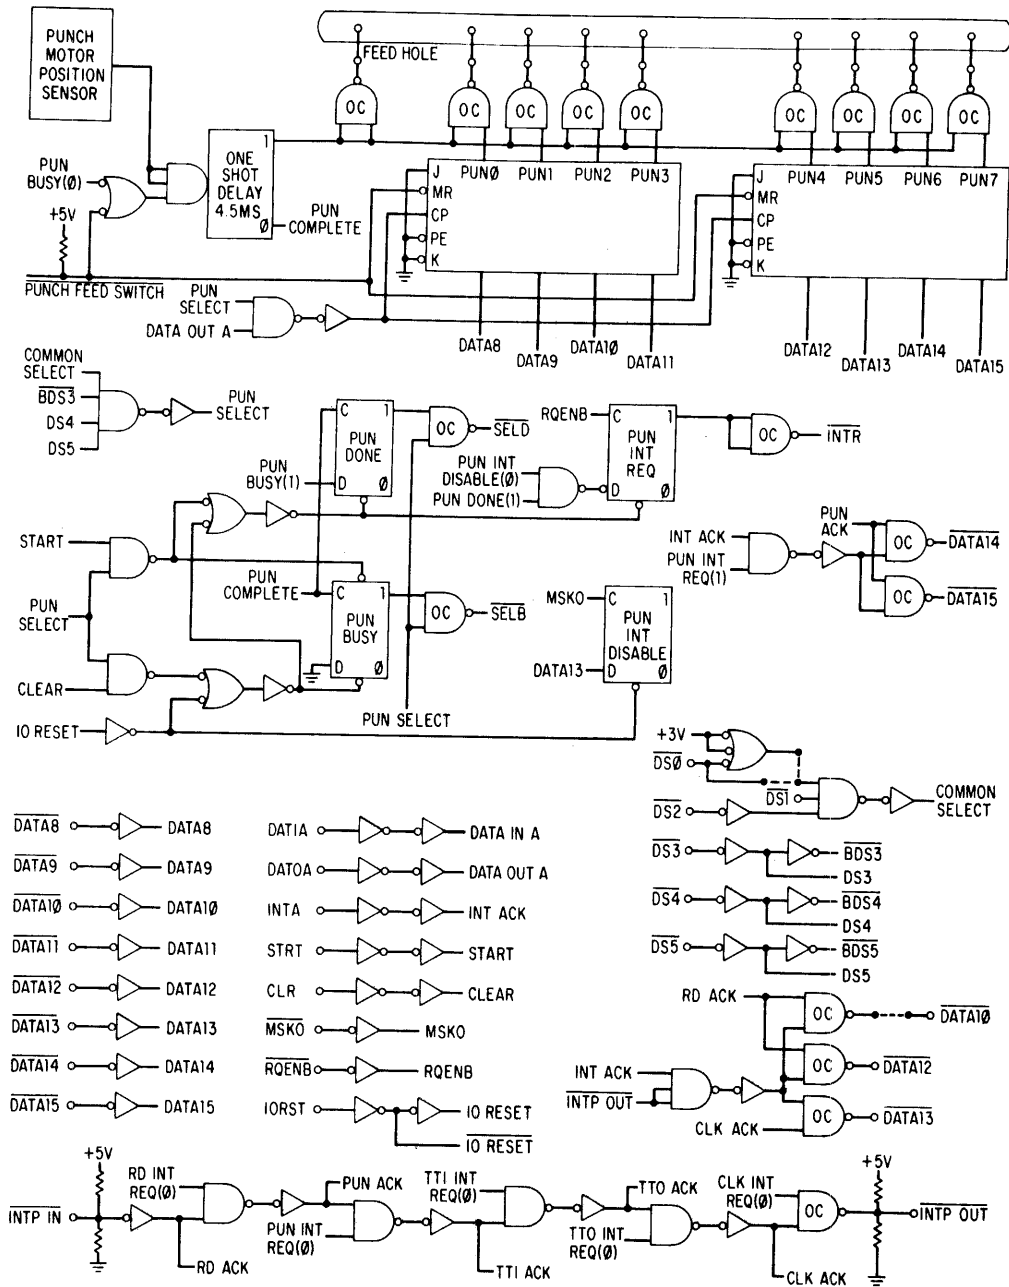 PUNCH
MOTOR
POSITION
SENSOR
FEED HOLE
OC OC OC OC OC OC OC OC OC
1
ONE
SHOT
DELAY
4.5MS
Ø
PUN
BUSY(Ø)
+5V
PUN
COMPLETE
PUNCH FEED SWITCH
J PUNØ PUN1 PUN2 PUN3
MR
CP
PE
K
J PUN4 PUN5 PUN6 PUN7
MR
CP
PE
K
PUN
SELECT
DATA OUT A
DATA8
DATA9
DATA1Ø
DATA11
DATA12
DATA13
DATA14
DATA15
COMMON
SELECT
BDS3
DS4
DS5
PUN
SELECT
C 1
PUN
DONE
D Ø
OC
SELD
PUN
BUSY(1)
RQENB
C 1
PUN
INT
REQ
D Ø
OC
INTR
PUN INT
DISABLE(Ø)
PUN DONE(1)
START
PUN
SELECT
CLEAR
IO RESET
PUN
COMPLETE
C 1
PUN
BUSY
D Ø
OC
SELB
PUN SELECT
MSKO
C 1
PUN
INT
DISABLE
D Ø
DATA13
PUN
ACK
INT ACK
PUN INT
REQ(1)
OC
DATA14
OC
DATA15
+3V
DSØ
DS1
DS2
COMMON
SELECT
DS3
BDS3
DS3
DS4
BDS4
DS4
DS5
BDS5
DS5
DATA8 DATA8
DATA9 DATA9
DATA1Ø DATA1Ø
DATA11 DATA11
DATA12 DATA12
DATA13 DATA13
DATA14 DATA14
DATA15 DATA15
DATIA DATA IN A
DATOA DATA OUT A
INTA INT ACK
STRT START
CLR CLEAR
MSKO MSKO
RQENB RQENB
IORST IO RESET
IO RESET
RD ACK
OC
DATA1Ø
OC
DATA12
INT ACK
INTP OUT
OC
DATA13
CLK ACK
+5V
INTP IN
RD INT
REQ(Ø)
RD ACK
PUN ACK
PUN INT
REQ(Ø)
TTI INT
REQ(Ø)
TTI ACK
TTO ACK
TTO INT
REQ(Ø)
CLK INT
REQ(Ø)
OC
CLK ACK
+5V
INTP OUT